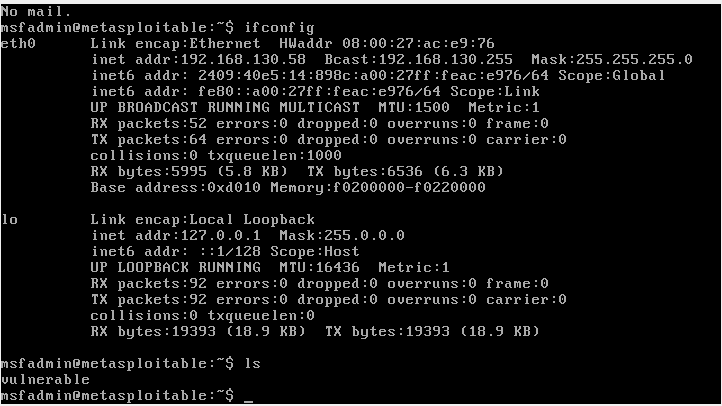 No mail.
msfadmin@metasploitable:~$ ifconfig
eth0      Link encap:Ethernet  HWaddr 08:00:27:ac:e9:76
          inet addr:192.168.130.58  Bcast:192.168.130.255  Mask:255.255.255.0
          inet6 addr: 2409:40e5:14:898c:a00:27ff:feac:e976/64 Scope:Global
          inet6 addr: fe80::a00:27ff:feac:e976/64 Scope:Link
          UP BROADCAST RUNNING MULTICAST  MTU:1500  Metric:1
          RX packets:52 errors:0 dropped:0 overruns:0 frame:0
          TX packets:64 errors:0 dropped:0 overruns:0 carrier:0
          collisions:0 txqueuelen:1000
          RX bytes:5995 (5.8 KB)  TX bytes:6536 (6.3 KB)
          Base address:0xd010 Memory:f0200000-f0220000
lo        Link encap:Local Loopback
          inet addr:127.0.0.1  Mask:255.0.0.0
          inet6 addr: ::1/128 Scope:Host
          UP LOOPBACK RUNNING  MTU:16436  Metric:1
          RX packets:92 errors:0 dropped:0 overruns:0 frame:0
          TX packets:92 errors:0 dropped:0 overruns:0 carrier:0
          collisions:0 txqueuelen:0
          RX bytes:19393 (18.9 KB)  TX bytes:19393 (18.9 KB)
msfadmin@metasploitable:~$ ls
vulnerable
msfadmin@metasploitable:~$ _